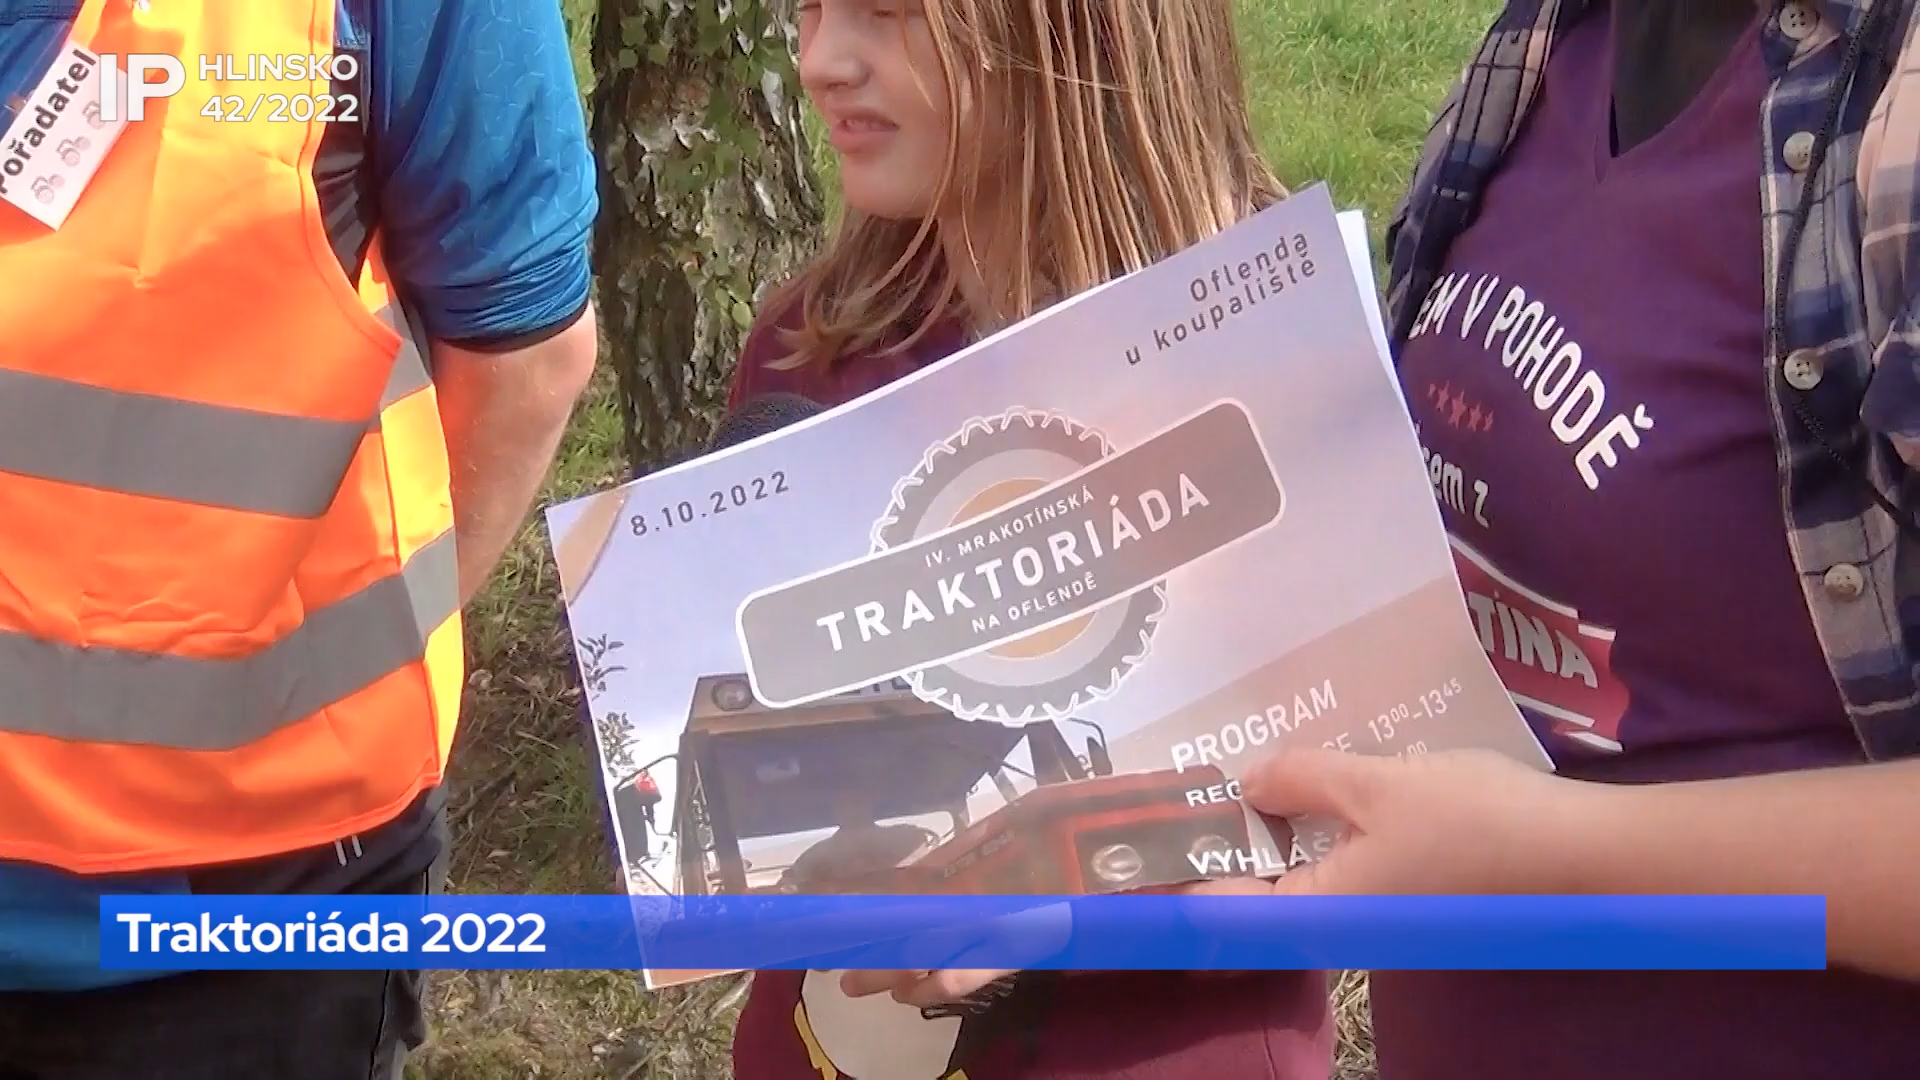 IP HLINSKO
42/2022
Pořadatel
Oflenda
u koupaliště
8.10.2022
IV. MRAKOTÍNSKÁ
TRAKTORIÁDA
NA OFLENDĚ
PROGRAM
13⁰⁰-13⁴⁵
VYHLÁŠ
V POHODĚ
z
Traktoriáda 2022